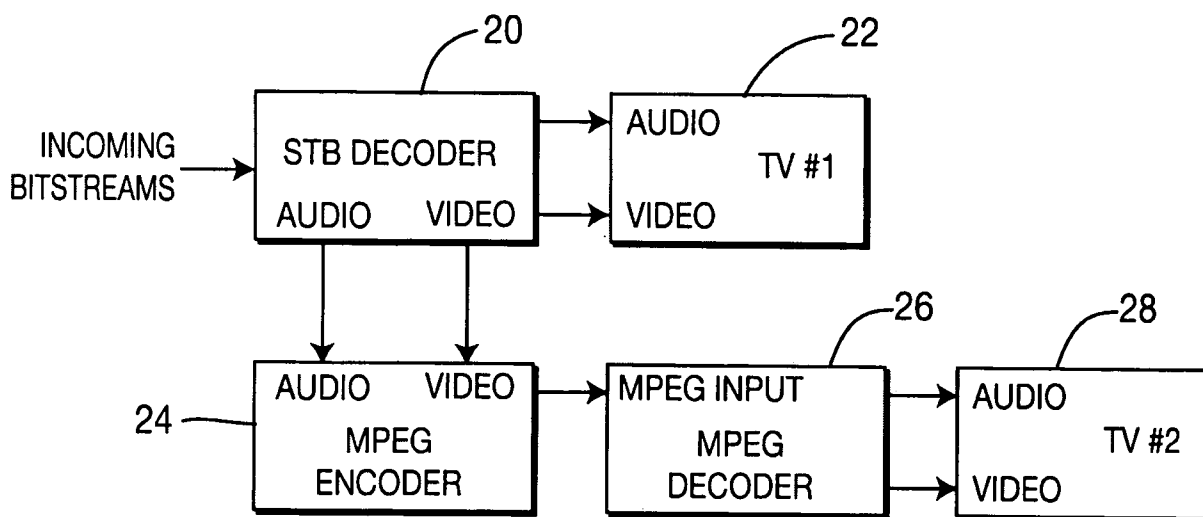 20
22
INCOMING
BITSTREAMS
STB DECODER
AUDIO VIDEO
AUDIO
TV #1
VIDEO
24
AUDIO VIDEO
MPEG
ENCODER
26
MPEG INPUT
MPEG
DECODER
28
AUDIO
TV #2
VIDEO